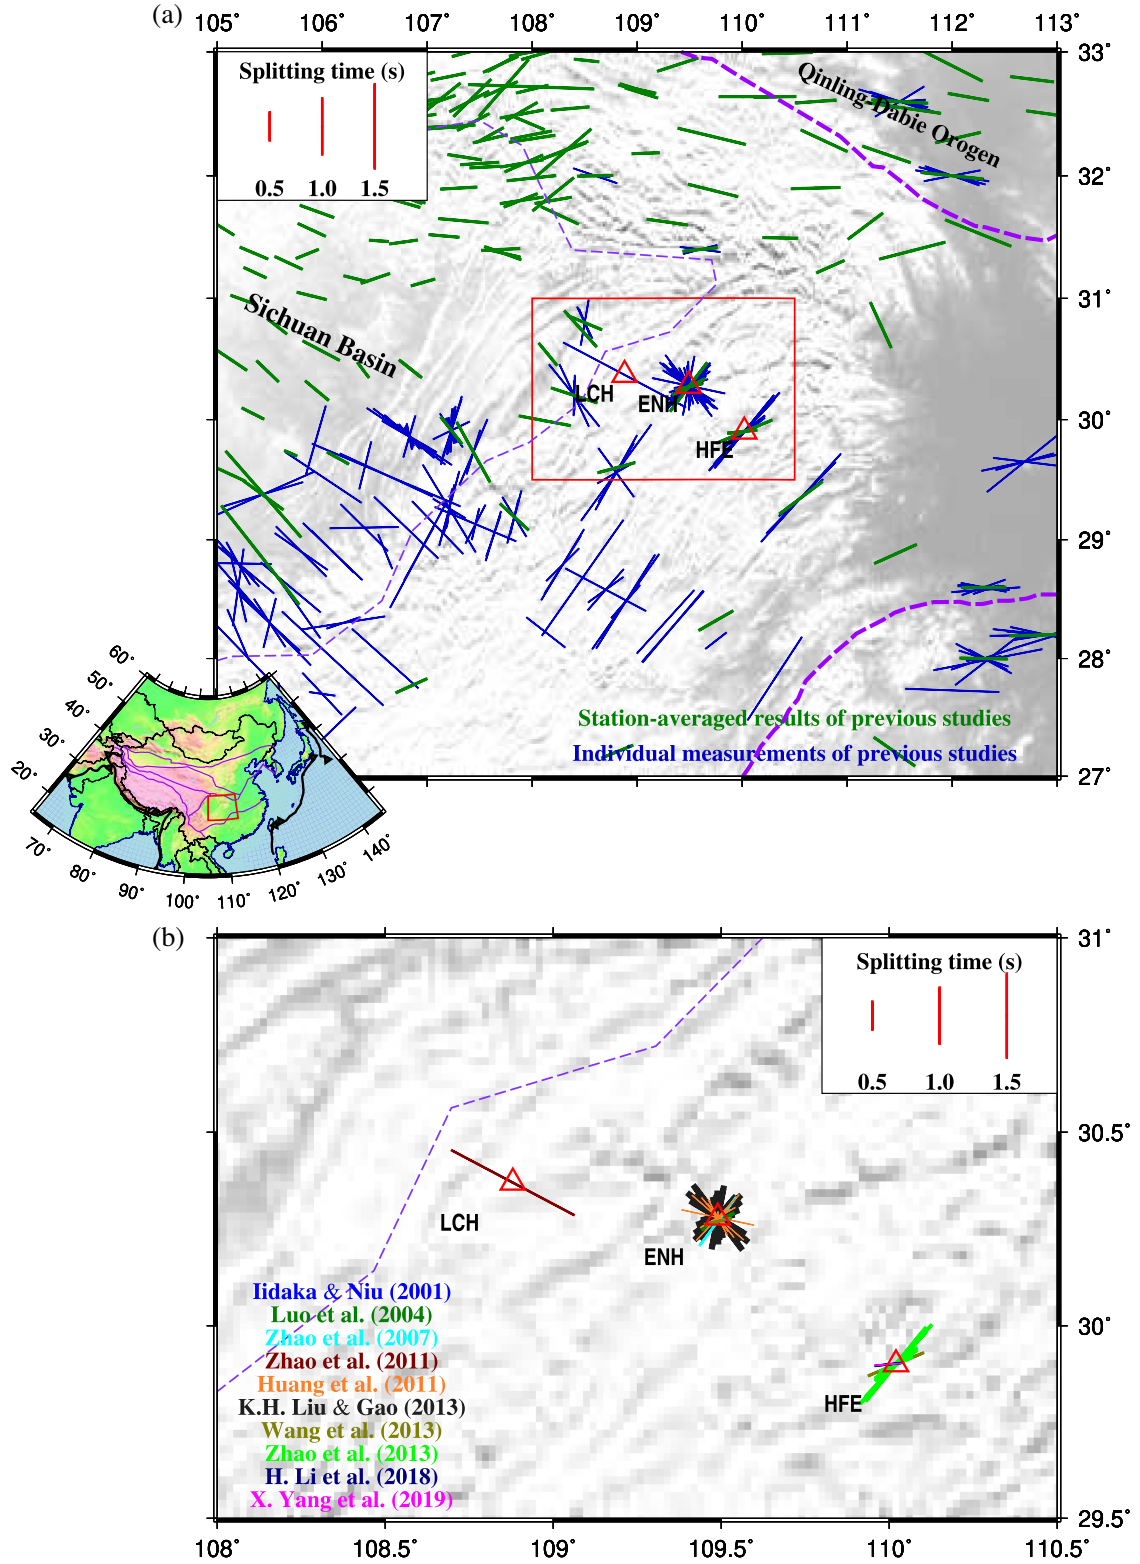 (a)
105° 106° 107° 108° 109° 110° 111° 112° 113°
Splitting time (s)
0.5 1.0 1.5
Qinling-Dabie Orogen
33°
32°
31°
30°
29°
28°
27°
Sichuan Basin
LCH
ENH
HFE
Station-averaged results of previous studies
Individual measurements of previous studies
60°
50°
40°
30°
20°
70° 80° 90° 100° 110° 120° 130° 140°
(b)
Splitting time (s)
0.5 1.0 1.5
31°
30.5°
30°
29.5°
LCH
ENH
HFE
Iidaka & Niu (2001)
Luo et al. (2004)
Zhao et al. (2007)
Zhao et al. (2011)
Huang et al. (2011)
K.H. Liu & Gao (2013)
Wang et al. (2013)
Zhao et al. (2013)
H. Li et al. (2018)
X. Yang et al. (2019)
108° 108.5° 109° 109.5° 110° 110.5°